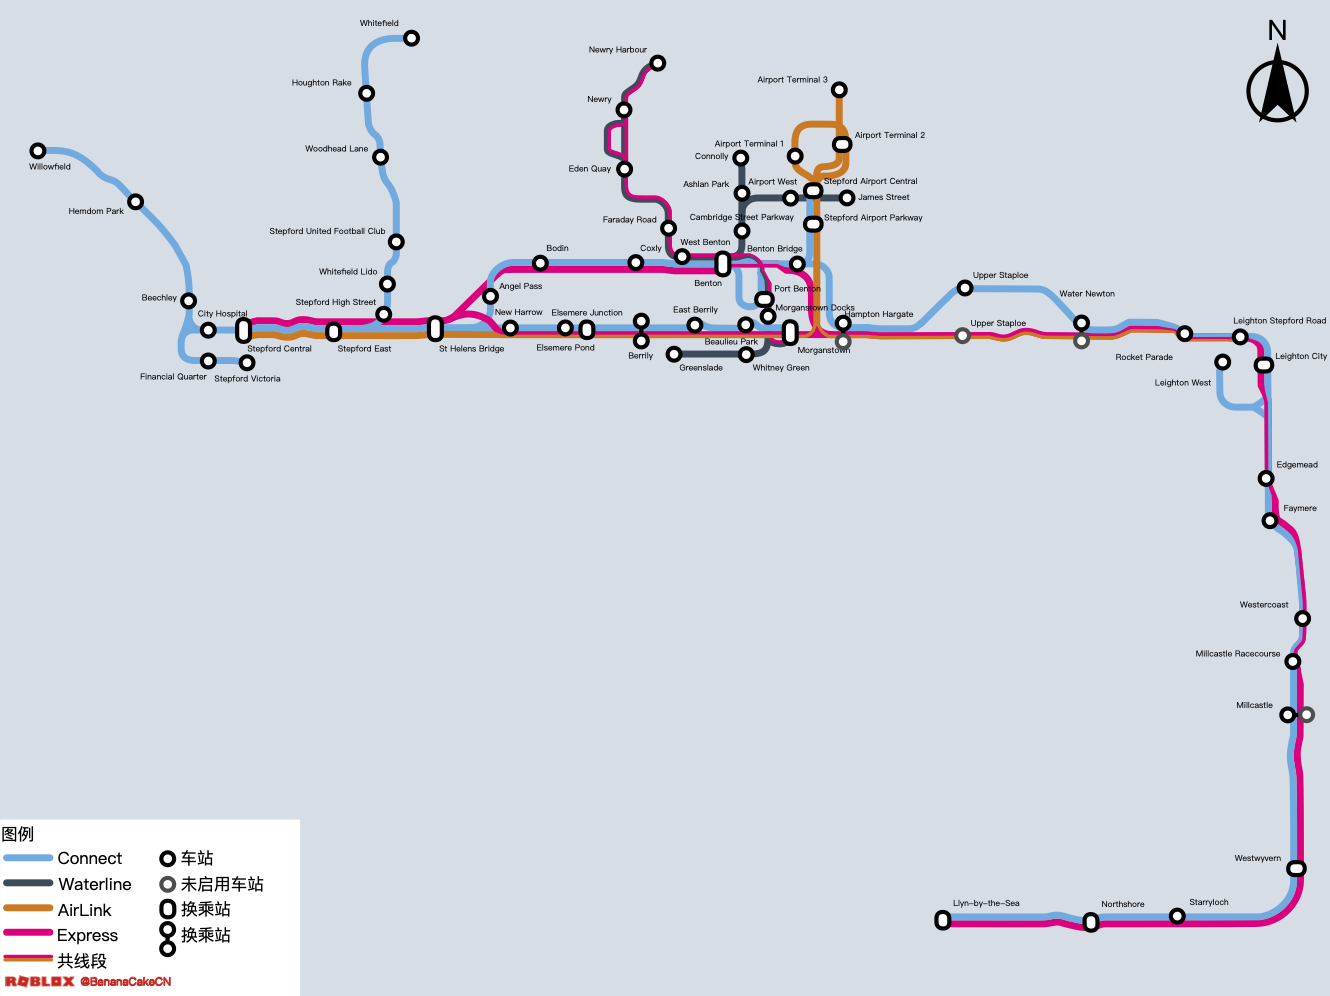 N
Whitefield
Newry Harbour
Airport Terminal 3
Houghton Rake
Newry
Airport Terminal 2
Airport Terminal 1
Woodhead Lane
Connolly
Willowfield
Eden Quay
Ashlan Park
Airport West
Stepford Airport Central
James Street
Hemdom Park
Faraday Road
Cambridge Street Parkway
Stepford Airport Parkway
Stepford United Football Club
Bodin
Coxly
West Benton
Benton Bridge
Whitefield Lido
Benton
Upper Staploe
Angel Pass
Port Benton
Beechley
Stepford High Street
Water Newton
City Hospital
New Harrow
Elsemere Junction
East Berrily
Morganstown Docks
Hampton Hargate
Upper Staploe
Leighton Stepford Road
Stepford Central
Stepford East
St Helens Bridge
Elsemere Pond
Berrily
Beaulieu Park
Morganstown
Rocket Parade
Leighton City
Financial Quarter
Stepford Victoria
Greenslade
Whitney Green
Leighton West
Edgemead
Faymere
Westercoast
Millcastle Racecourse
Millcastle
Westwyvern
Llyn-by-the-Sea
Northshore
Starryloch
图例
Connect
车站
Waterline
未启用车站
AirLink
换乘站
Express
换乘站
共线段
ROBLOX @BananaCakeCN